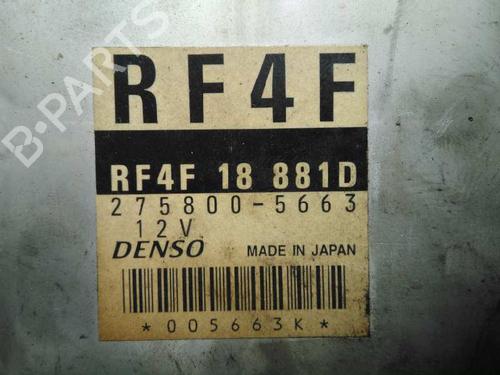 B-PARTS
RF4F
RF4F 18 881D
275800-5663
12V
DENSO MADE IN JAPAN
*005663K*